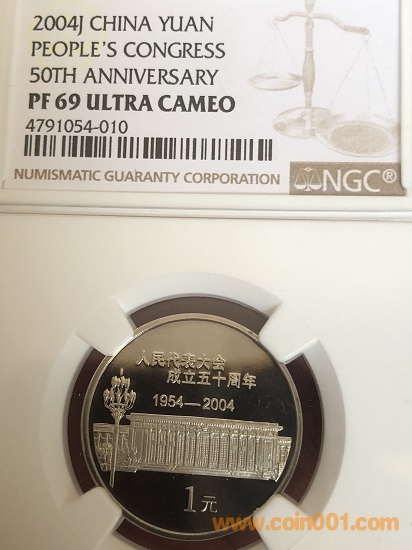 2004J CHINA YUAN
PEOPLE'S CONGRESS
50TH ANNIVERSARY
PF 69 ULTRA CAMEO
4791054-010
NUMISMATIC GUARANTY CORPORATION
NGC®
人民代表大会
成立五十周年
1954—2004
1元
www.coin001.com